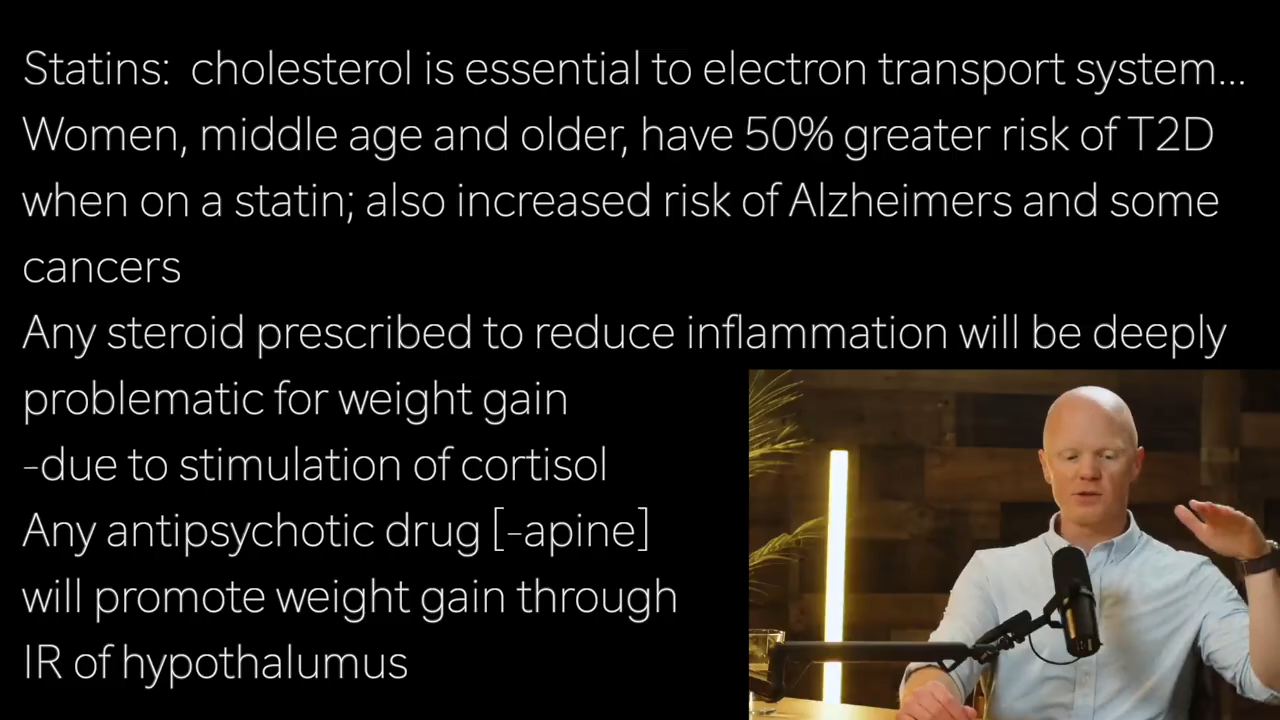 Statins:  cholesterol is essential to electron transport system...
Women, middle age and older, have 50% greater risk of T2D
when on a statin; also increased risk of Alzheimers and some
cancers
Any steroid prescribed to reduce inflammation will be deeply
problematic for weight gain
-due to stimulation of cortisol
Any antipsychotic drug [-apine]
will promote weight gain through
IR of hypothalumus